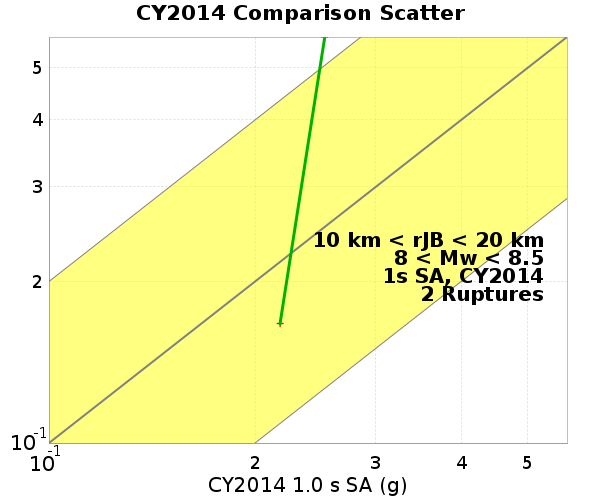 CY2014 Comparison Scatter
5
4
3
2
10-1
10 km < rJB < 20 km
8 < Mw < 8.5
1s SA, CY2014
2 Ruptures
10-1 2 3 4 5
CY2014 1.0 s SA (g)